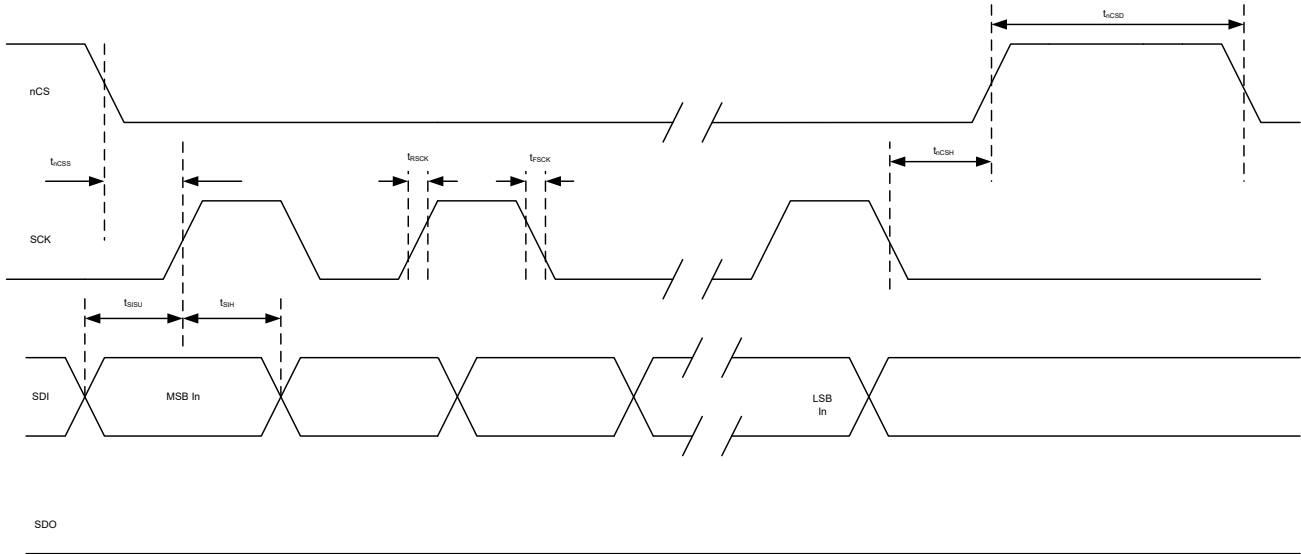 tnCSD
nCS
tnCSS
tRSCK
tFSCK
tnCSH
SCK
tSISU
tSIH
SDI
MSB In
LSB
In
SDO